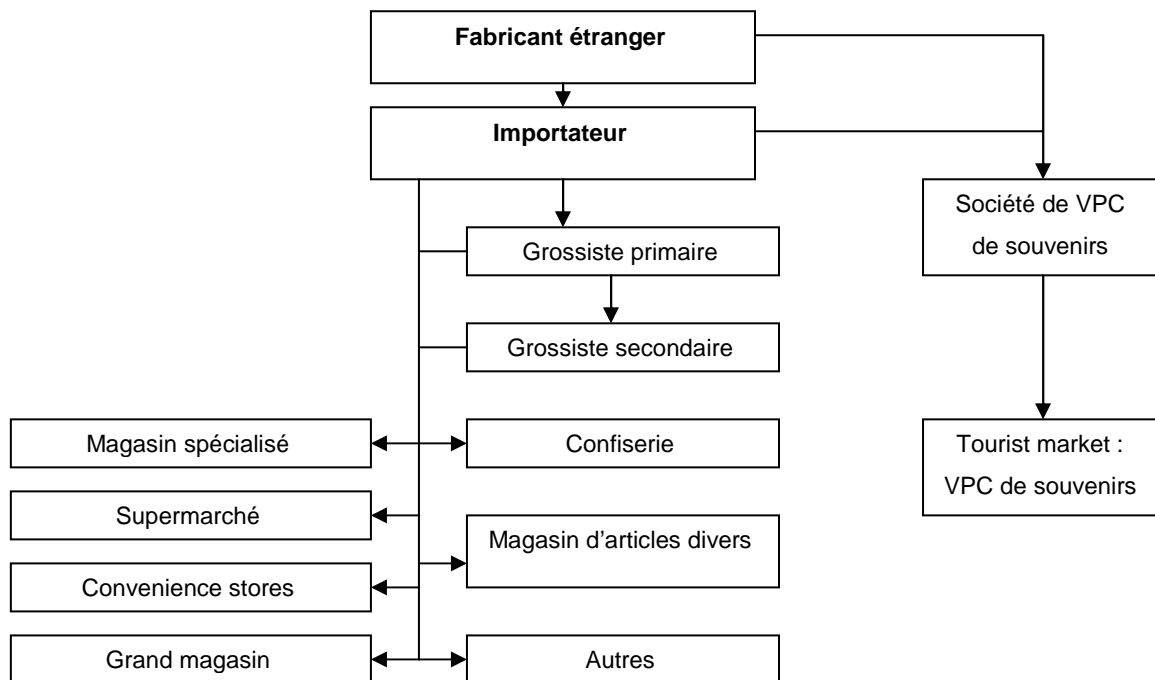 Fabricant étranger
Importateur
Société de VPC
de souvenirs
Grossiste primaire
Grossiste secondaire
Magasin spécialisé
Confiserie
Tourist market :
VPC de souvenirs
Supermarché
Magasin d’articles divers
Convenience stores
Grand magasin
Autres